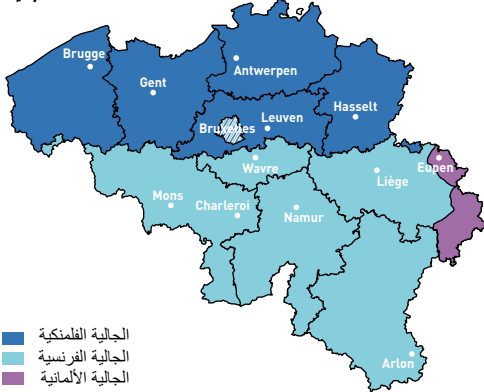 Brugge
Antwerpen
Gent
Hasselt
Leuven
Bruxelles
Wavre
Eupen
Liège
Mons
Charleroi
Namur
Arlon
الجالية الفلمنكية
الجالية الفرنسية
الجالية الألمانية